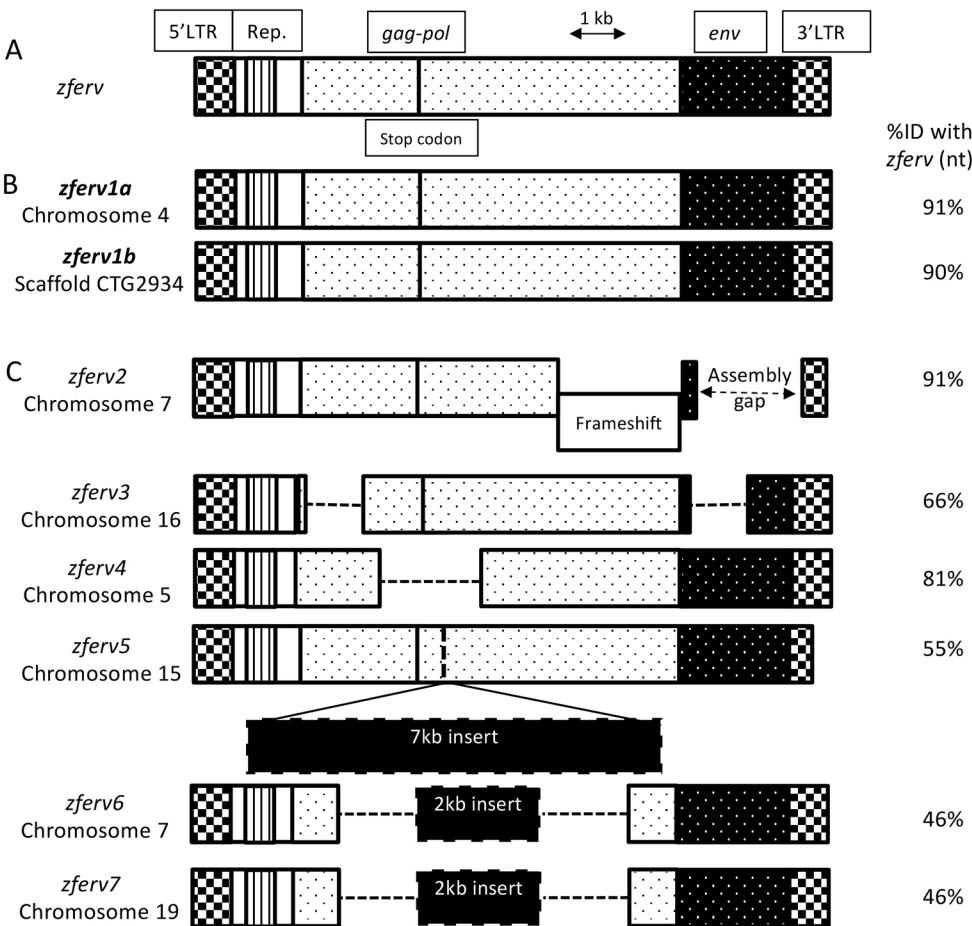 5'LTR Rep. gag-pol 1 kb env 3'LTR
A
zferv
Stop codon
%ID with
zferv (nt)
B
zferv1a
Chromosome 4
91%
zferv1b
Scaffold CTG2934
90%
C
zferv2
Chromosome 7
Frameshift
Assembly
gap
91%
zferv3
Chromosome 16
66%
zferv4
Chromosome 5
81%
zferv5
Chromosome 15
55%
7kb insert
zferv6
Chromosome 7
2kb insert
46%
zferv7
Chromosome 19
2kb insert
46%